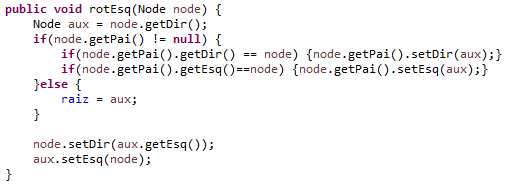 public void rotEsq(Node node) {
    Node aux = node.getDir();
    if(node.getPai() != null) {
        if(node.getPai().getDir() == node) {node.getPai().setDir(aux);}
        if(node.getPai().getEsq()==node) {node.getPai().setEsq(aux);}
    }else {
        raiz = aux;
    }

    node.setDir(aux.getEsq());
    aux.setEsq(node);
}